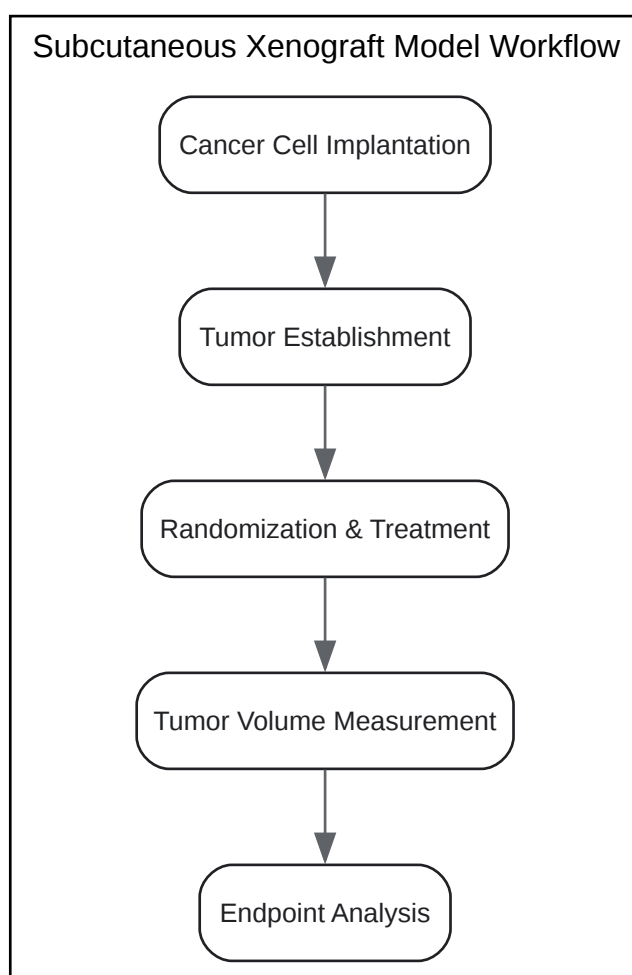 Subcutaneous Xenograft Model Workflow
Cancer Cell Implantation
Tumor Establishment
Randomization & Treatment
Tumor Volume Measurement
Endpoint Analysis